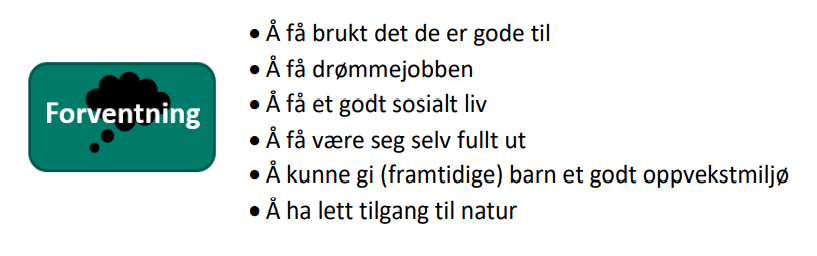 Forventning
• Å få brukt det de er gode til
• Å få drømmejobben
• Å få et godt sosialt liv
• Å få være seg selv fullt ut
• Å kunne gi (framtidige) barn et godt oppvekstmiljø
• Å ha lett tilgang til natur